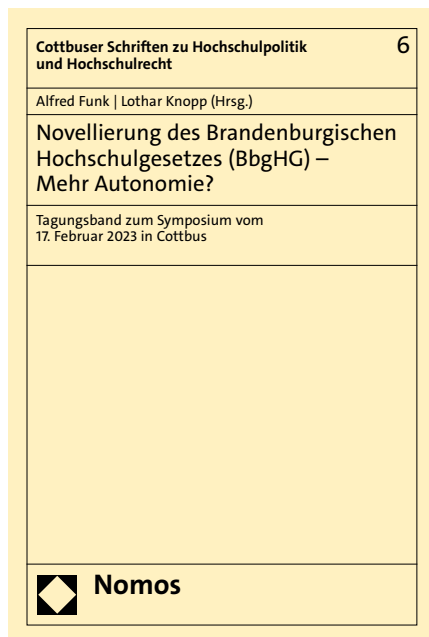 Cottbuser Schriften zu Hochschulpolitik 6
und Hochschulrecht
Alfred Funk | Lothar Knopp (Hrsg.)
Novellierung des Brandenburgischen
Hochschulgesetzes (BbgHG) –
Mehr Autonomie?
Tagungsband zum Symposium vom
17. Februar 2023 in Cottbus
Nomos